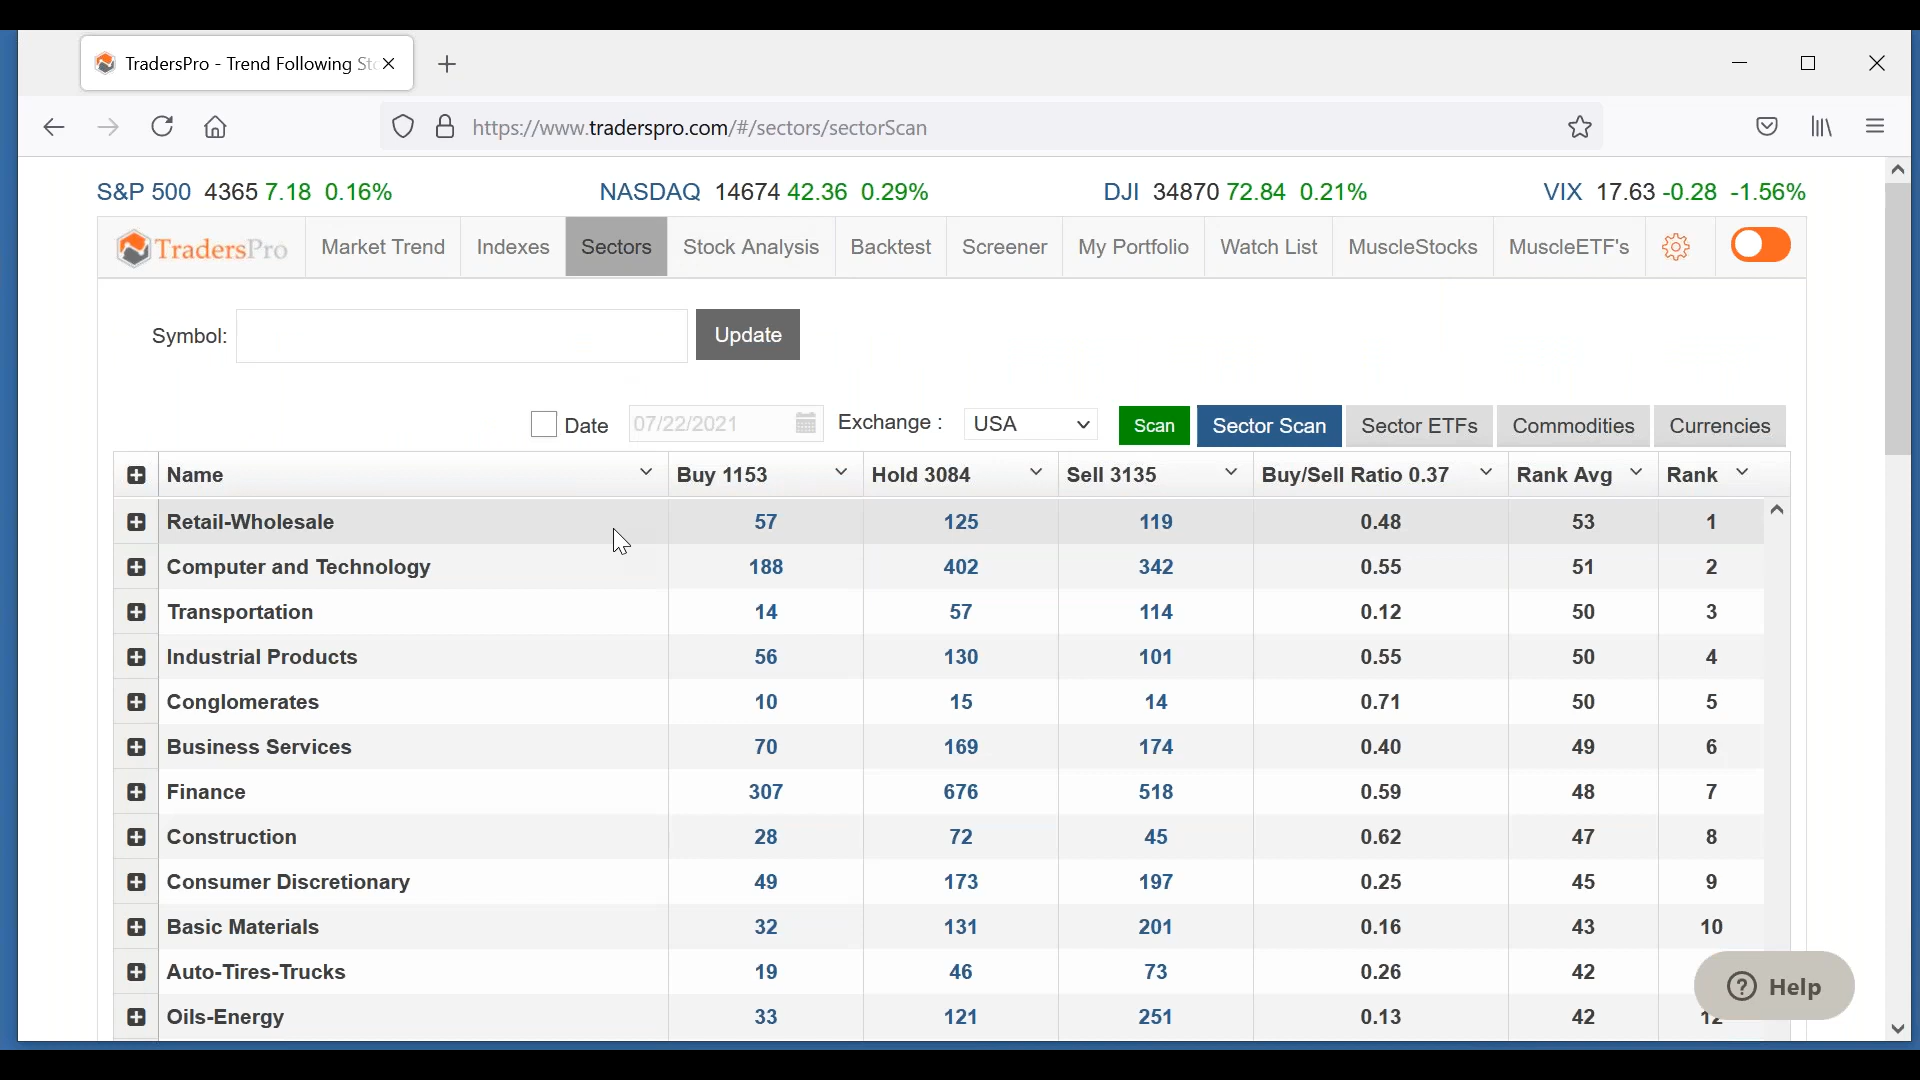 TradersPro - Trend Following Sto
https://www.traderspro.com/#/sectors/sectorScan
S&P 500 4365 7.18 0.16% NASDAQ 14674 42.36 0.29% DJI 34870 72.84 0.21% VIX 17.63 -0.28 -1.56%
TradersPro Market Trend Indexes Sectors Stock Analysis Backtest Screener My Portfolio Watch List MuscleStocks MuscleETF's
Symbol: Update
Date 07/22/2021 Exchange : USA Scan Sector Scan Sector ETFs Commodities Currencies
Name Buy 1153 Hold 3084 Sell 3135 Buy/Sell Ratio 0.37 Rank Avg Rank
Retail-Wholesale 57 125 119 0.48 53 1
Computer and Technology 188 402 342 0.55 51 2
Transportation 14 57 114 0.12 50 3
Industrial Products 56 130 101 0.55 50 4
Conglomerates 10 15 14 0.71 50 5
Business Services 70 169 174 0.40 49 6
Finance 307 676 518 0.59 48 7
Construction 28 72 45 0.62 47 8
Consumer Discretionary 49 173 197 0.25 45 9
Basic Materials 32 131 201 0.16 43 10
Auto-Tires-Trucks 19 46 73 0.26 42
Oils-Energy 33 121 251 0.13 42 12
Help